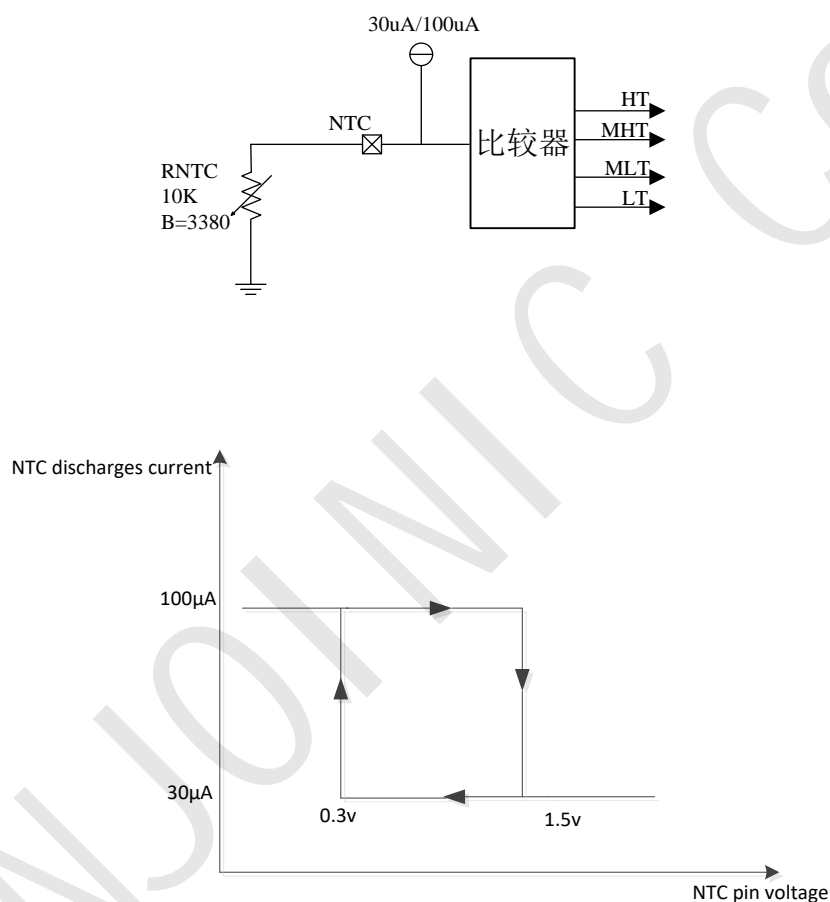 30uA/100uA
NTC
HT
MHT
MLT
LT
比较器
RNTC
10K
B=3380
NTC discharges current
100μA
30μA
0.3v
1.5v
NTC pin voltage
INJOINIC